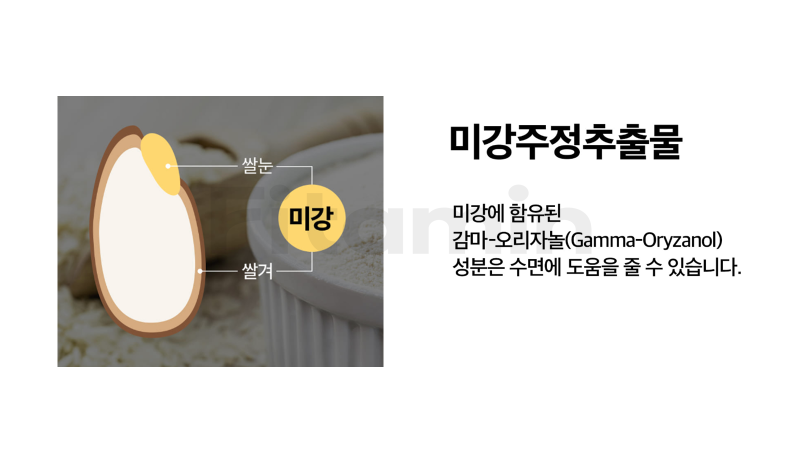 쌀눈
미강
쌀겨
미강주정추출물
미강에 함유된
감마-오리자놀(Gamma-Oryzanol)
성분은 수면에 도움을 줄 수 있습니다.